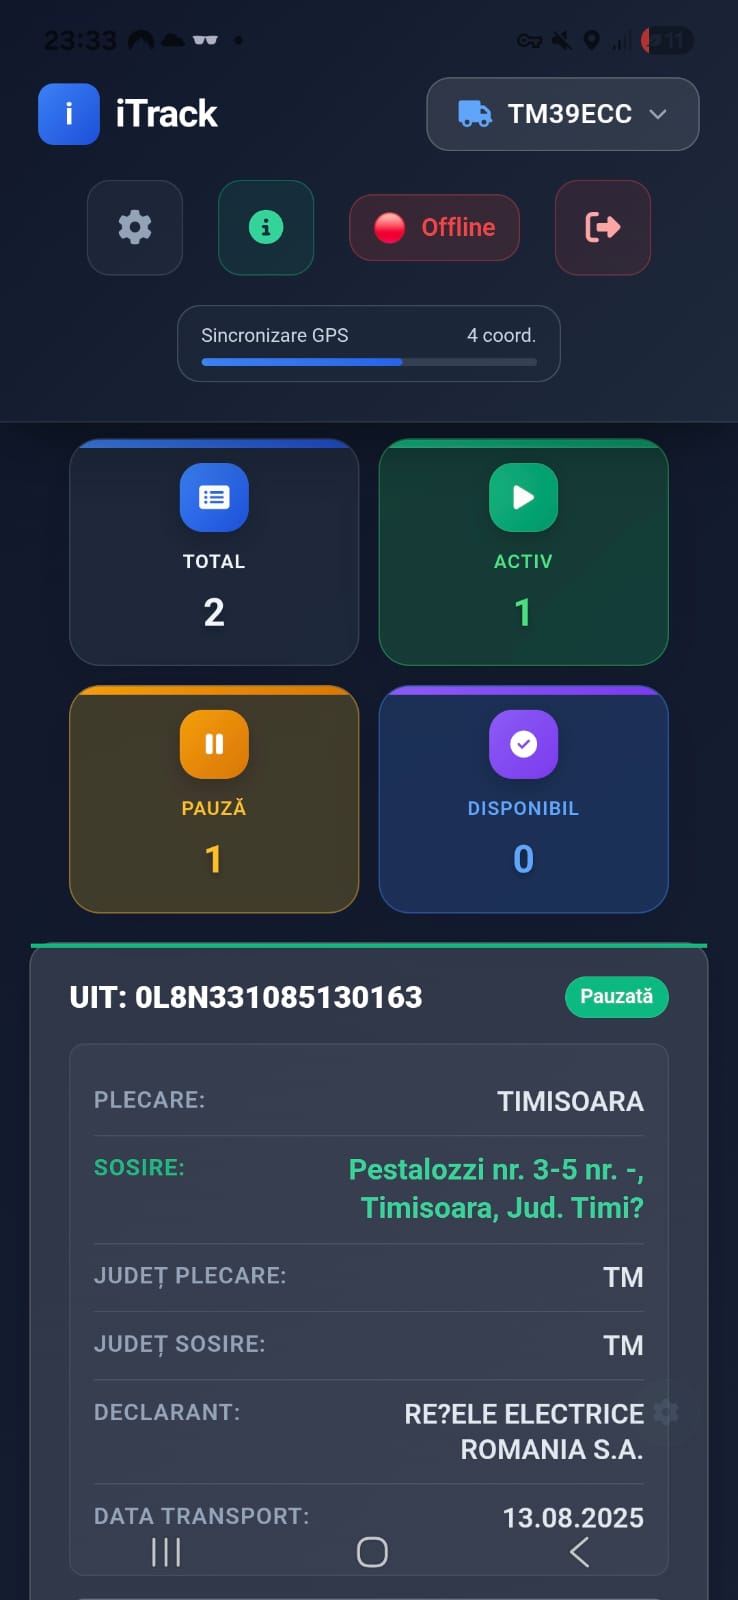 23:33
11
i iTrack
TM39ECC
Offline
Sincronizare GPS 4 coord.
TOTAL
2
ACTIV
1
PAUZĂ
1
DISPONIBIL
0
UIT: 0L8N331085130163 Pauzată
PLECARE: TIMISOARA
SOSIRE: Pestalozzi nr. 3-5 nr. -,
Timisoara, Jud. Timi?
JUDEȚ PLECARE: TM
JUDEȚ SOSIRE: TM
DECLARANT: RE?ELE ELECTRICE
ROMANIA S.A.
DATA TRANSPORT: 13.08.2025